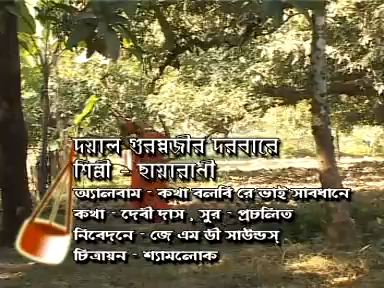 দয়াল গুরুজীর দরবারে
শিল্পী - ছায়ারাণী
অ্যালবাম - কথা বলবি রে ভাই সাবধানে
কথা - দেবী দাস , সুর - প্রচলিত
নিবেদনে - জে এম ডী সাউন্ডস্
চিত্রায়ন - শ্যামলোক